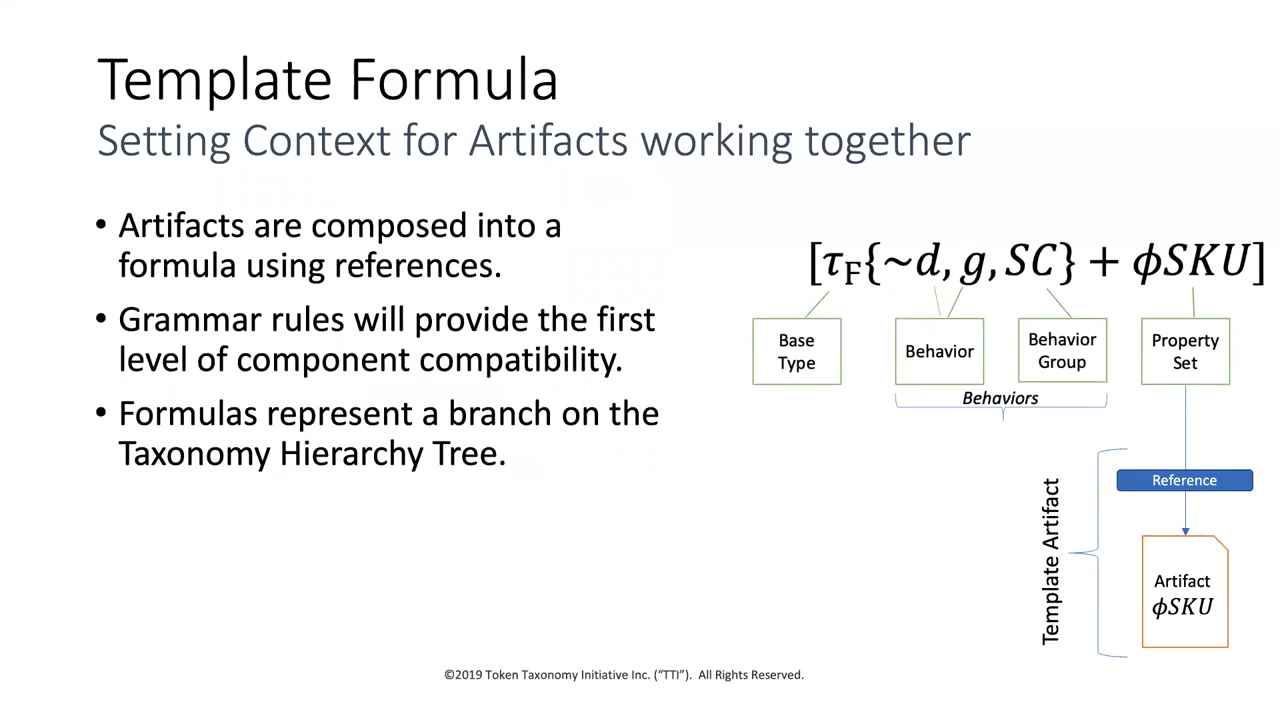 Template Formula
Setting Context for Artifacts working together
• Artifacts are composed into a
formula using references.
• Grammar rules will provide the first
level of component compatibility.
• Formulas represent a branch on the
Taxonomy Hierarchy Tree.
[τF{~d, g, SC} + ϕSKU]
Base
Type
Behavior
Behavior
Group
Property
Set
Behaviors
Reference
Template Artifact
Artifact
ϕSKU
©2019 Token Taxonomy Initiative Inc. (“TTI”). All Rights Reserved.